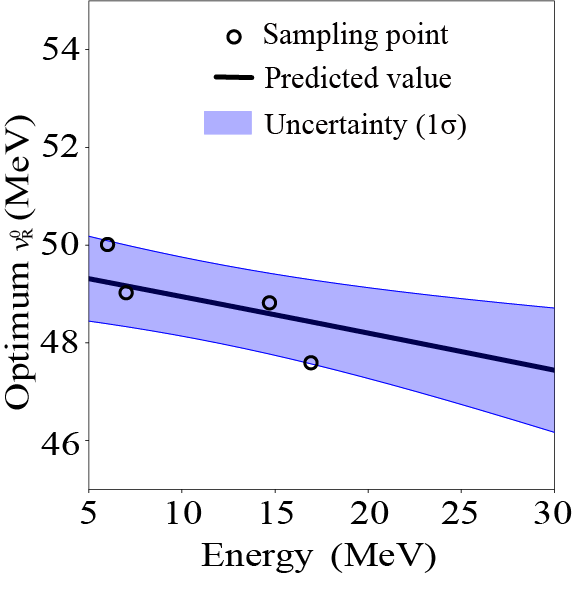 Sampling point
Predicted value
Uncertainty (1σ)
54
52
50
48
46
Optimum v⁰R (MeV)
5
10
15
20
25
30
Energy (MeV)